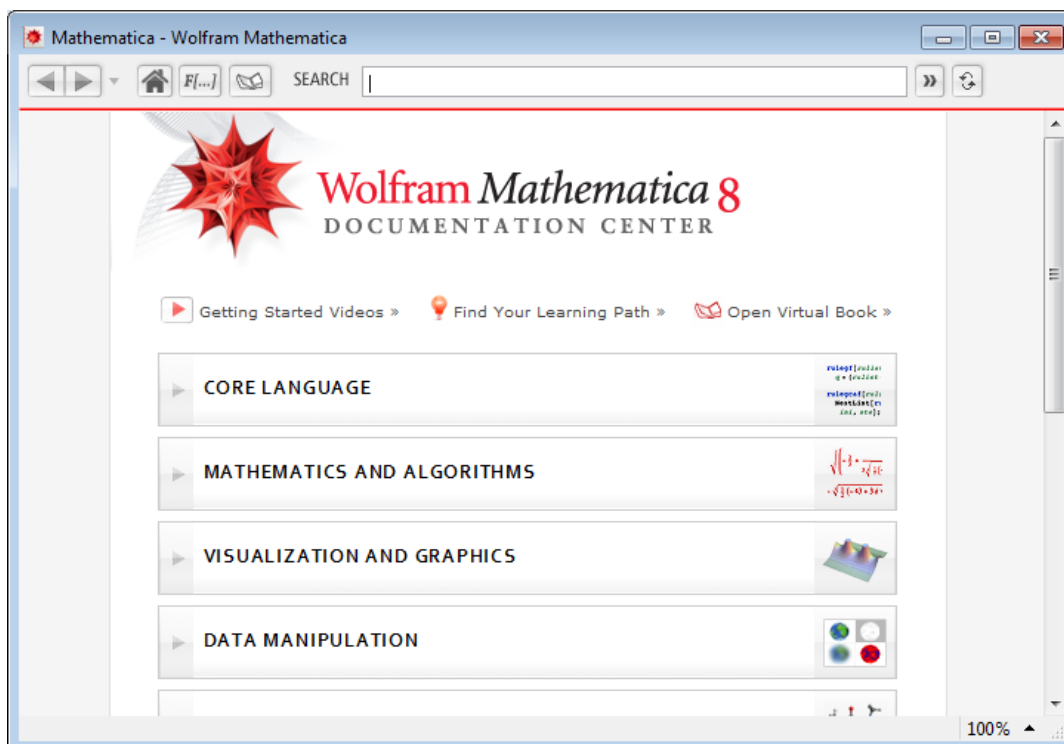 Mathematica - Wolfram Mathematica
F[...] SEARCH »
Wolfram Mathematica 8
DOCUMENTATION CENTER
Getting Started Videos » Find Your Learning Path » Open Virtual Book »
CORE LANGUAGE
MATHEMATICS AND ALGORITHMS
VISUALIZATION AND GRAPHICS
DATA MANIPULATION
100%